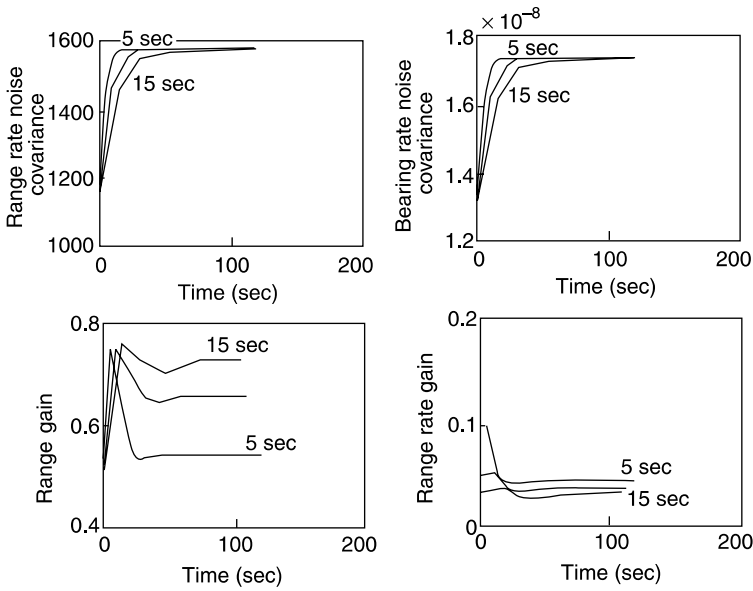 1600
1400
1200
1000
5 sec
15 sec
Range rate noise
covariance
0
100
200
Time (sec)
× 10–8
1.8
1.6
1.4
1.2
5 sec
15 sec
Bearing rate noise
covariance
0
100
200
Time (sec)
0.8
0.6
0.4
15 sec
5 sec
Range gain
0
100
200
Time (sec)
0.2
0.1
0
5 sec
15 sec
Range rate gain
0
100
200
Time (sec)